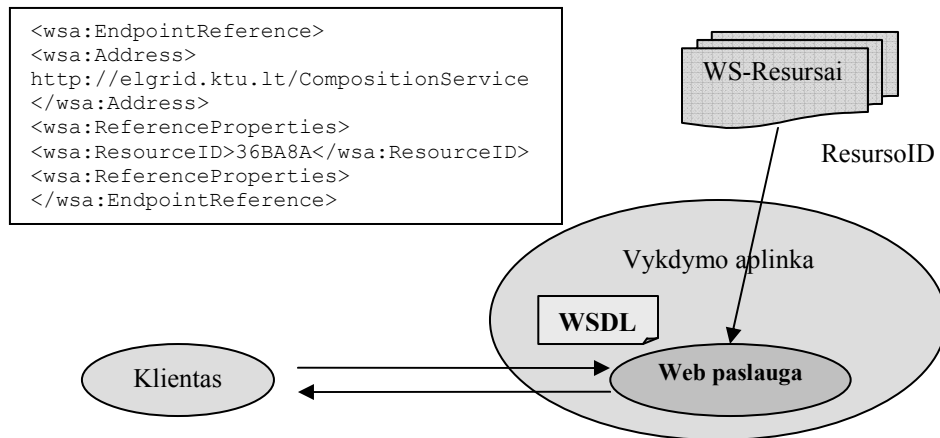 <wsa:EndpointReference>
<wsa:Address>
http://elgrid.ktu.lt/CompositionService
</wsa:Address>
<wsa:ReferenceProperties>
<wsa:ResourceID>36BA8A</wsa:ResourceID>
<wsa:ReferenceProperties>
</wsa:EndpointReference>
WS-Resursai
ResursoID
Vykdymo aplinka
WSDL
Klientas
Web paslauga